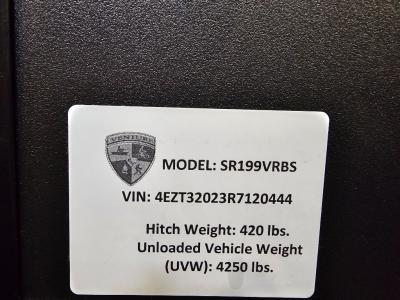 VENTURE
MODEL: SR199VRBS
VIN: 4EZT32023R7120444
Hitch Weight: 420 lbs.
Unloaded Vehicle Weight
(UVW): 4250 lbs.